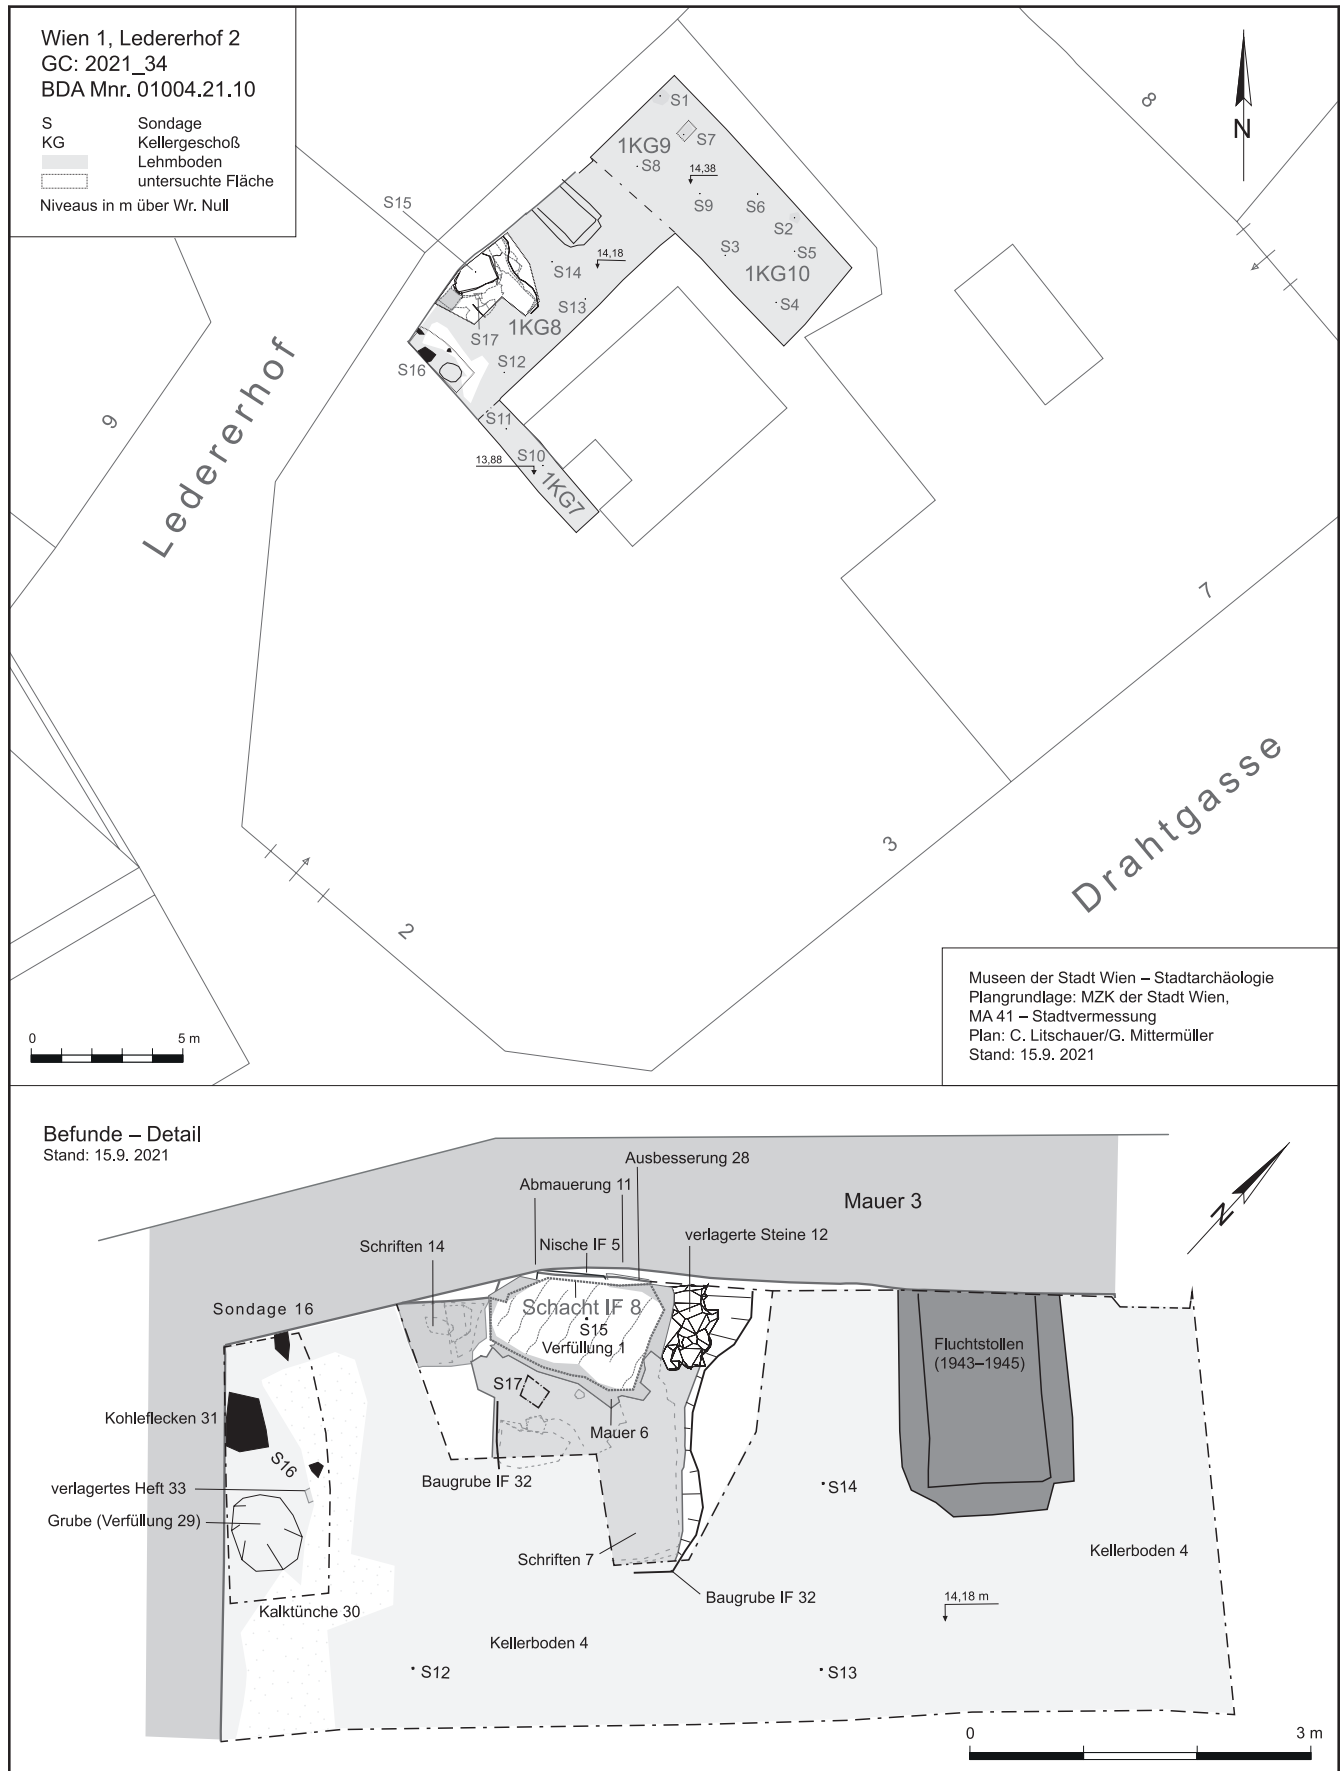 Wien 1, Ledererhof 2
GC: 2021_34
BDA Mnr. 01004.21.10
S Sondage
KG Kellergeschoß
Lehmboden
untersuchte Fläche
Niveaus in m über Wr. Null
N
8
S1
S7
1KG9
S8
14,38
S15
S9
S6
S2
S3
S5
14,18
S14
1KG10
S13
S4
1KG8
S17
S12
S16
Ledererhof
9
S11
13,88
S10
1KG7
7
Drahtgasse
3
2
0 5 m
Museen der Stadt Wien – Stadtarchäologie
Plangrundlage: MZK der Stadt Wien,
MA 41 – Stadtvermessung
Plan: C. Litschauer/G. Mittermüller
Stand: 15.9. 2021
Befunde – Detail
Stand: 15.9. 2021
Ausbesserung 28
Abmauerung 11
Mauer 3
N
Schriften 14
Nische IF 5
verlagerte Steine 12
Sondage 16
Schacht IF 8
S15
Verfüllung 1
Fluchtstollen
(1943–1945)
S17
Kohleflecken 31
Mauer 6
S16
Baugrube IF 32
verlagertes Heft 33
S14
Grube (Verfüllung 29)
Schriften 7
Kellerboden 4
Baugrube IF 32
14,18 m
Kalktünche 30
Kellerboden 4
S12
S13
0 3 m